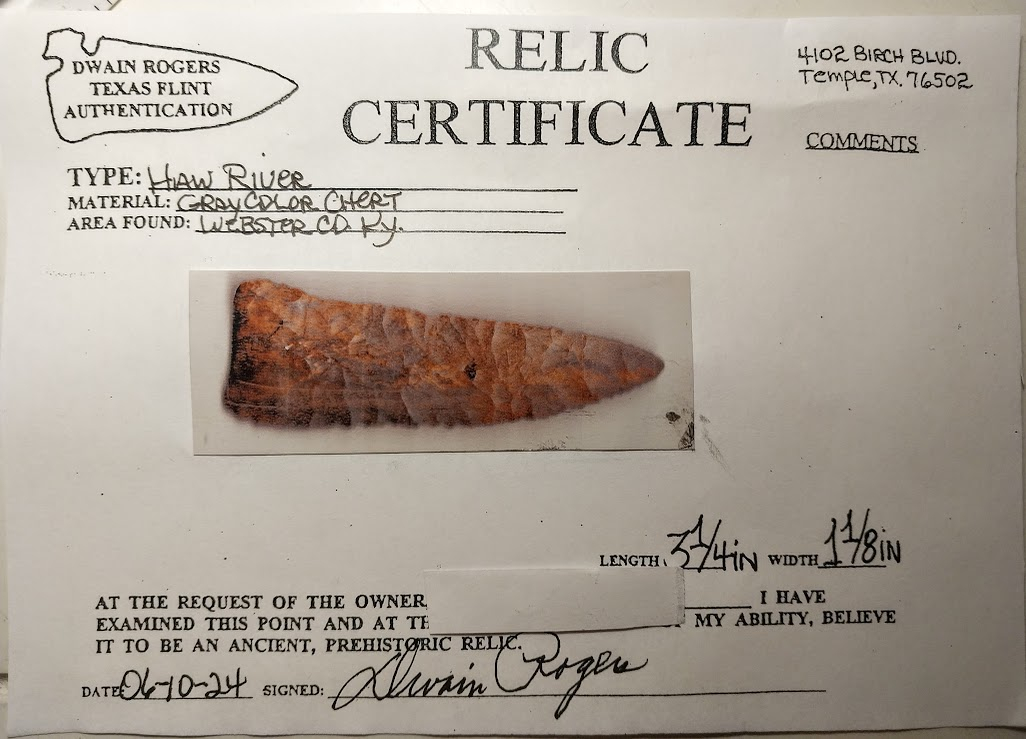 DWAIN ROGERS
TEXAS FLINT
AUTHENTICATION
RELIC
CERTIFICATE
4102 BIRCH BLVD.
Temple, TX. 76502
COMMENTS
TYPE: HAW RIVER
MATERIAL: GRAY COLOR CHERT
AREA FOUND: WEBSTER CO. Ky.
LENGTH 3 1/4 iN WIDTH 1 1/8 iN
AT THE REQUEST OF THE OWNER I HAVE
EXAMINED THIS POINT AND AT MY ABILITY, BELIEVE
IT TO BE AN ANCIENT, PREHISTORIC RELIC.
DATE 06-10-24 SIGNED: Dwain Rogers